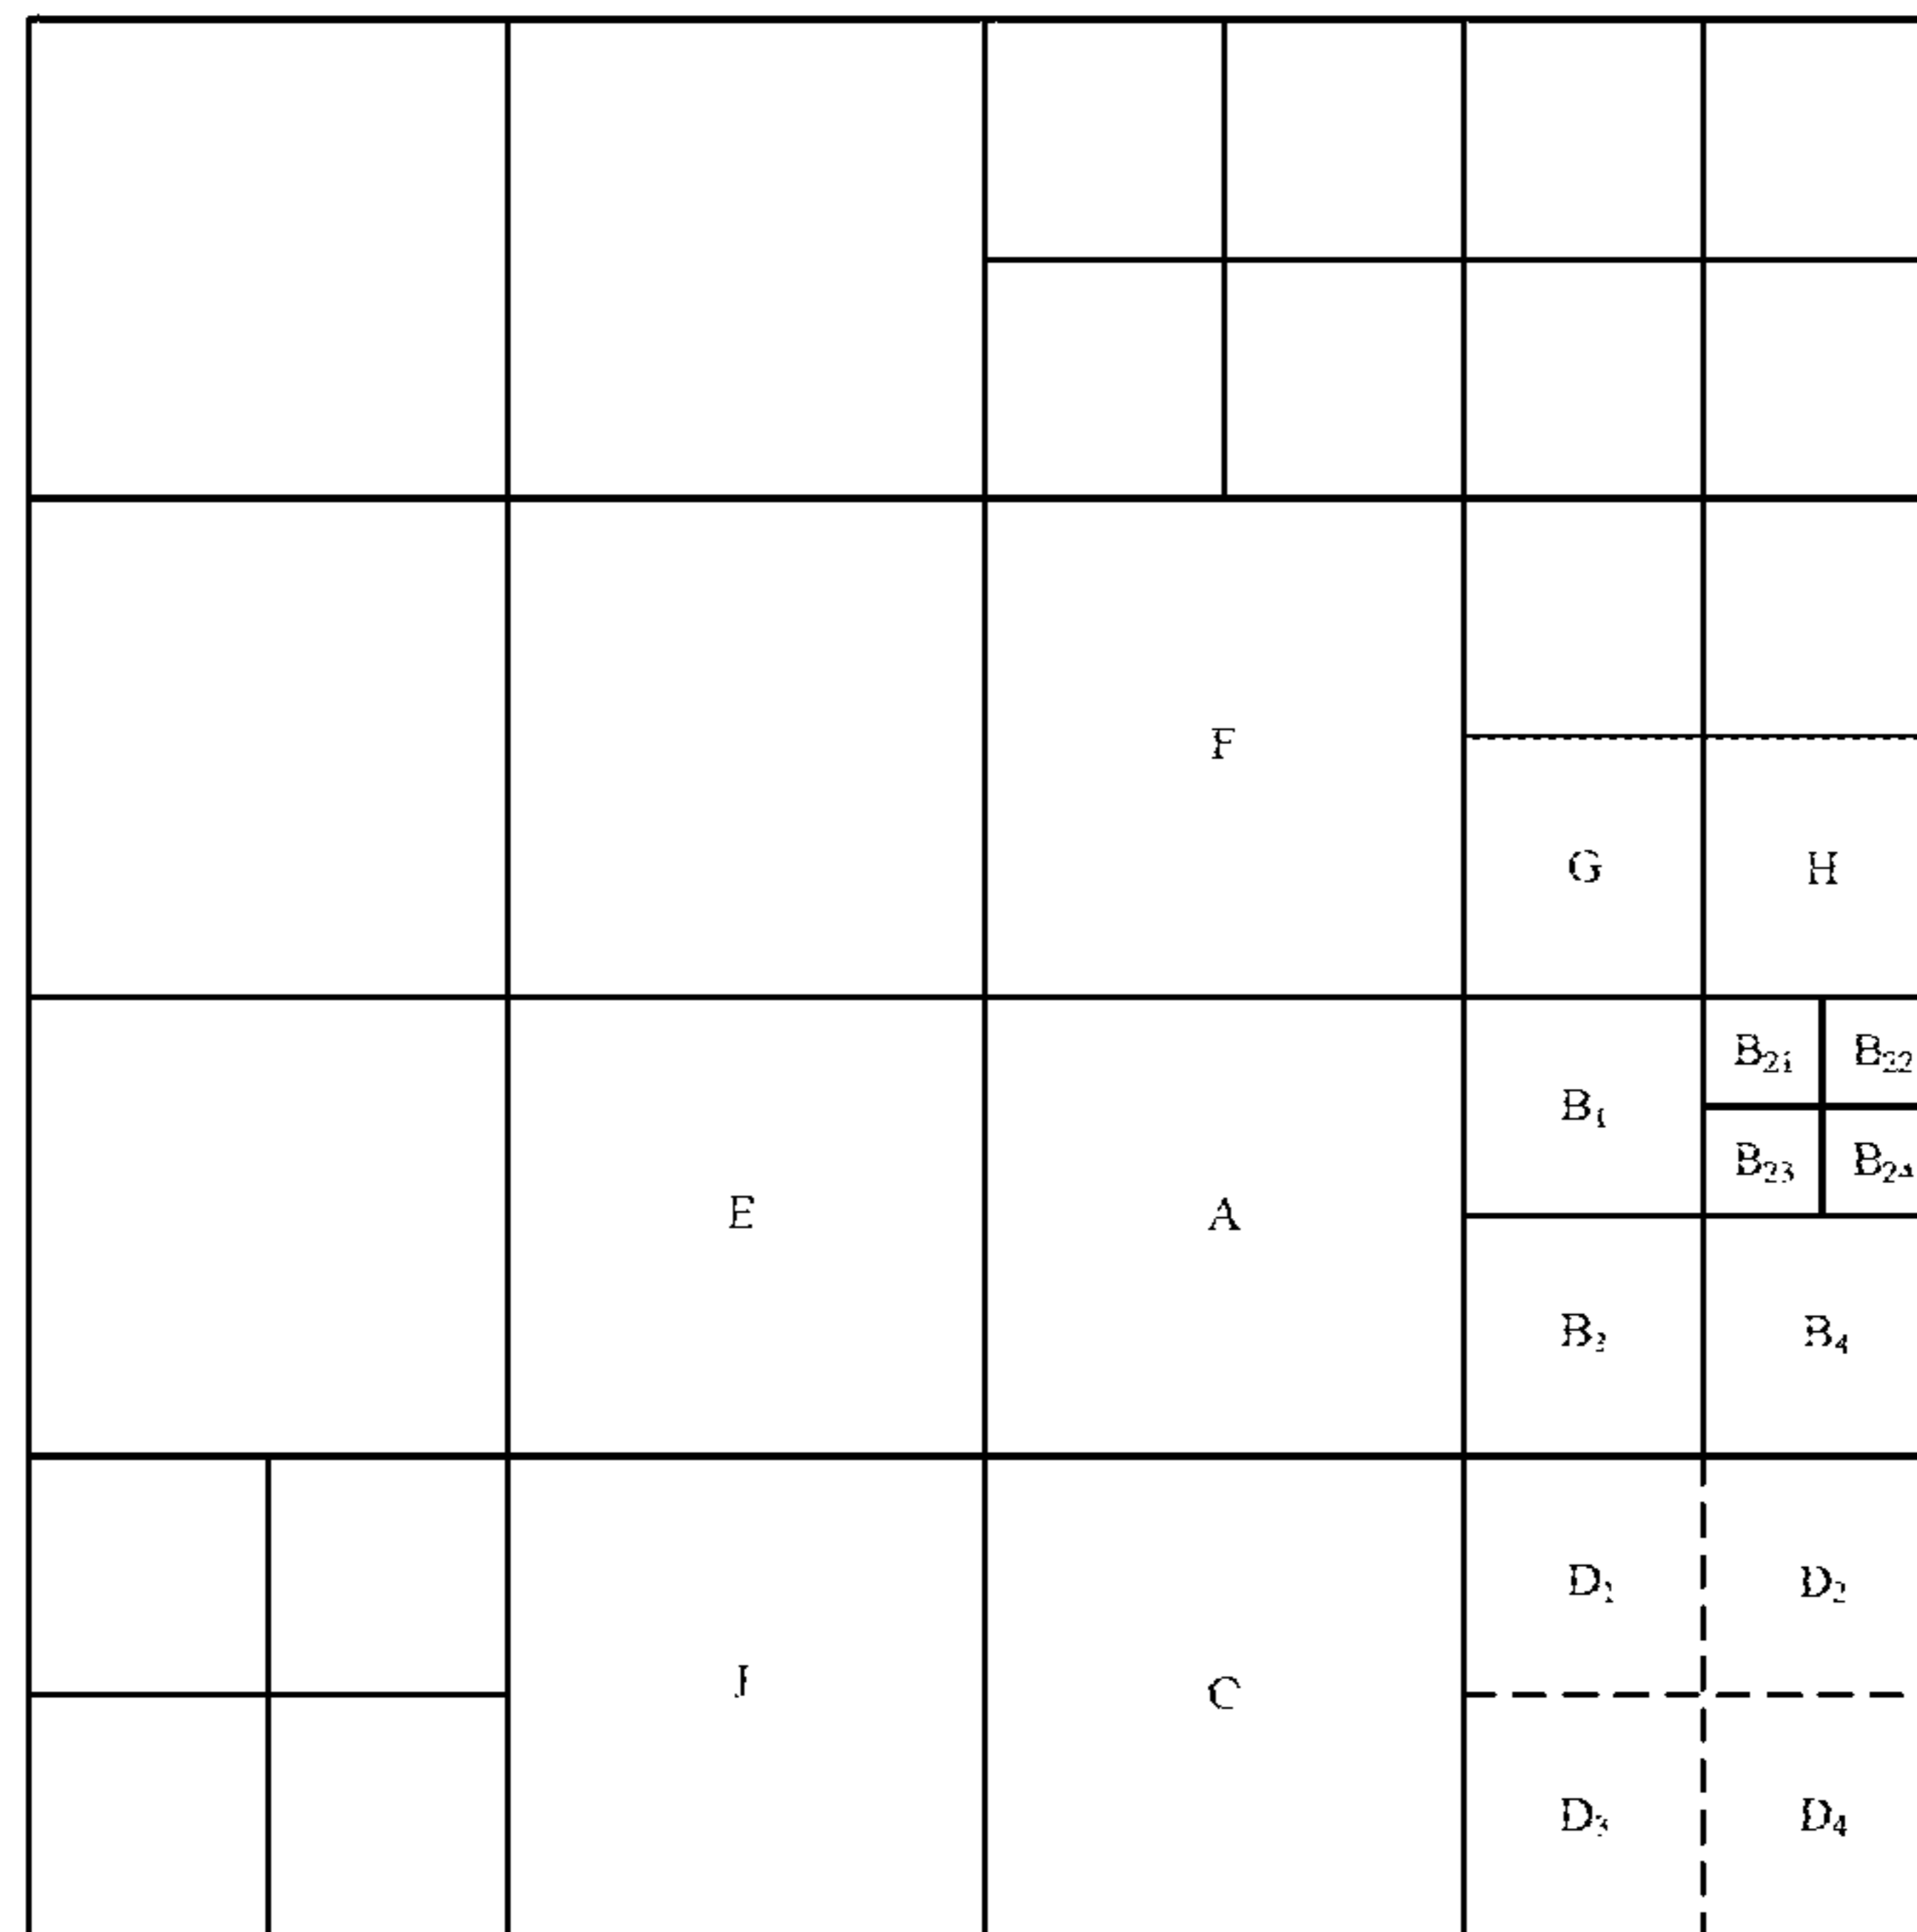 F
G H
B₂₁ B₂₂
B₁
B₂₃ B₂₄
E A
B₃ B₄
D₁ D₂
J C
D₃ D₄